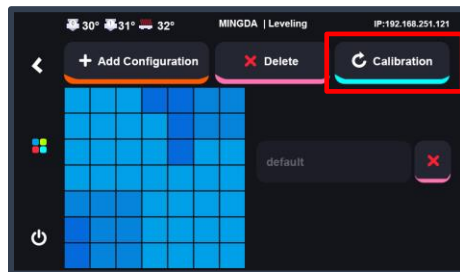 30° 31° 32° MINGDA | Leveling IP:192.168.251.121
+ Add Configuration Delete Calibration
default